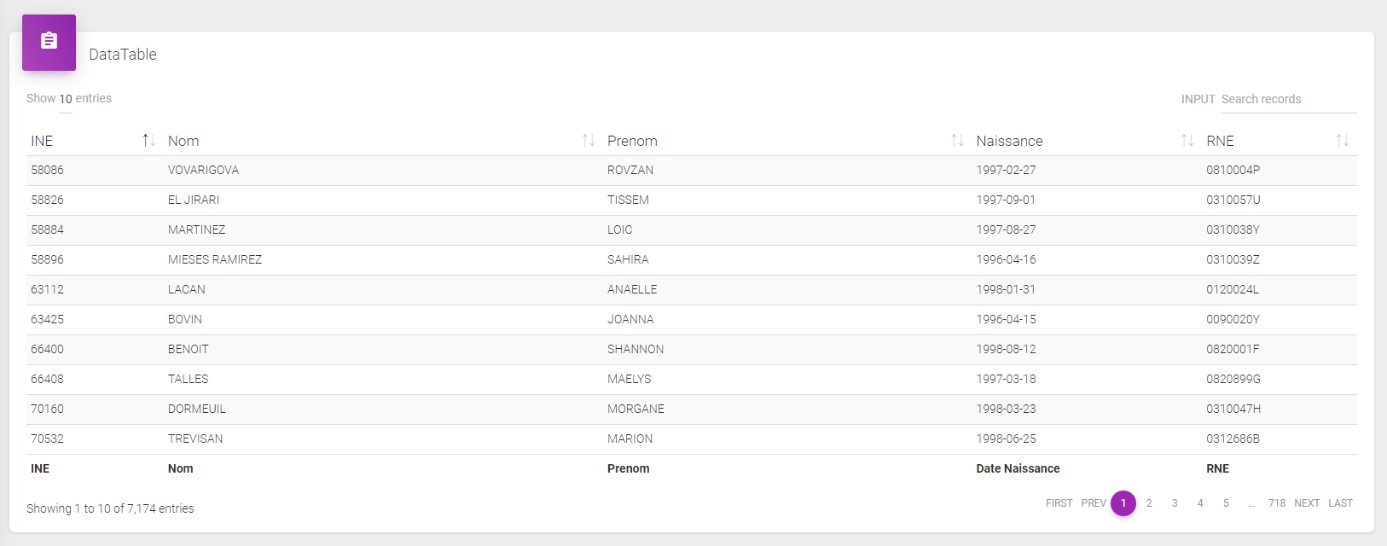 DataTable
Show 10 entries INPUT Search records
INE Nom Prenom Naissance RNE
58086 VOVARIGOVA ROVZAN 1997-02-27 0810004P
58826 EL JIRARI TISSEM 1997-09-01 0310057U
58884 MARTINEZ LOIC 1997-08-27 0310038Y
58896 MIESES RAMIREZ SAHIRA 1996-04-16 0310039Z
63112 LACAN ANAELLE 1998-01-31 0120024L
63425 BOVIN JOANNA 1996-04-15 0090020Y
66400 BENOIT SHANNON 1998-08-12 0820001F
66408 TALLES MAELYS 1997-03-18 0820899G
70160 DORMEUIL MORGANE 1998-03-23 0310047H
70532 TREVISAN MARION 1998-06-25 0312686B
INE Nom Prenom Date Naissance RNE
Showing 1 to 10 of 7,174 entries FIRST PREV 1 2 3 4 5 … 718 NEXT LAST